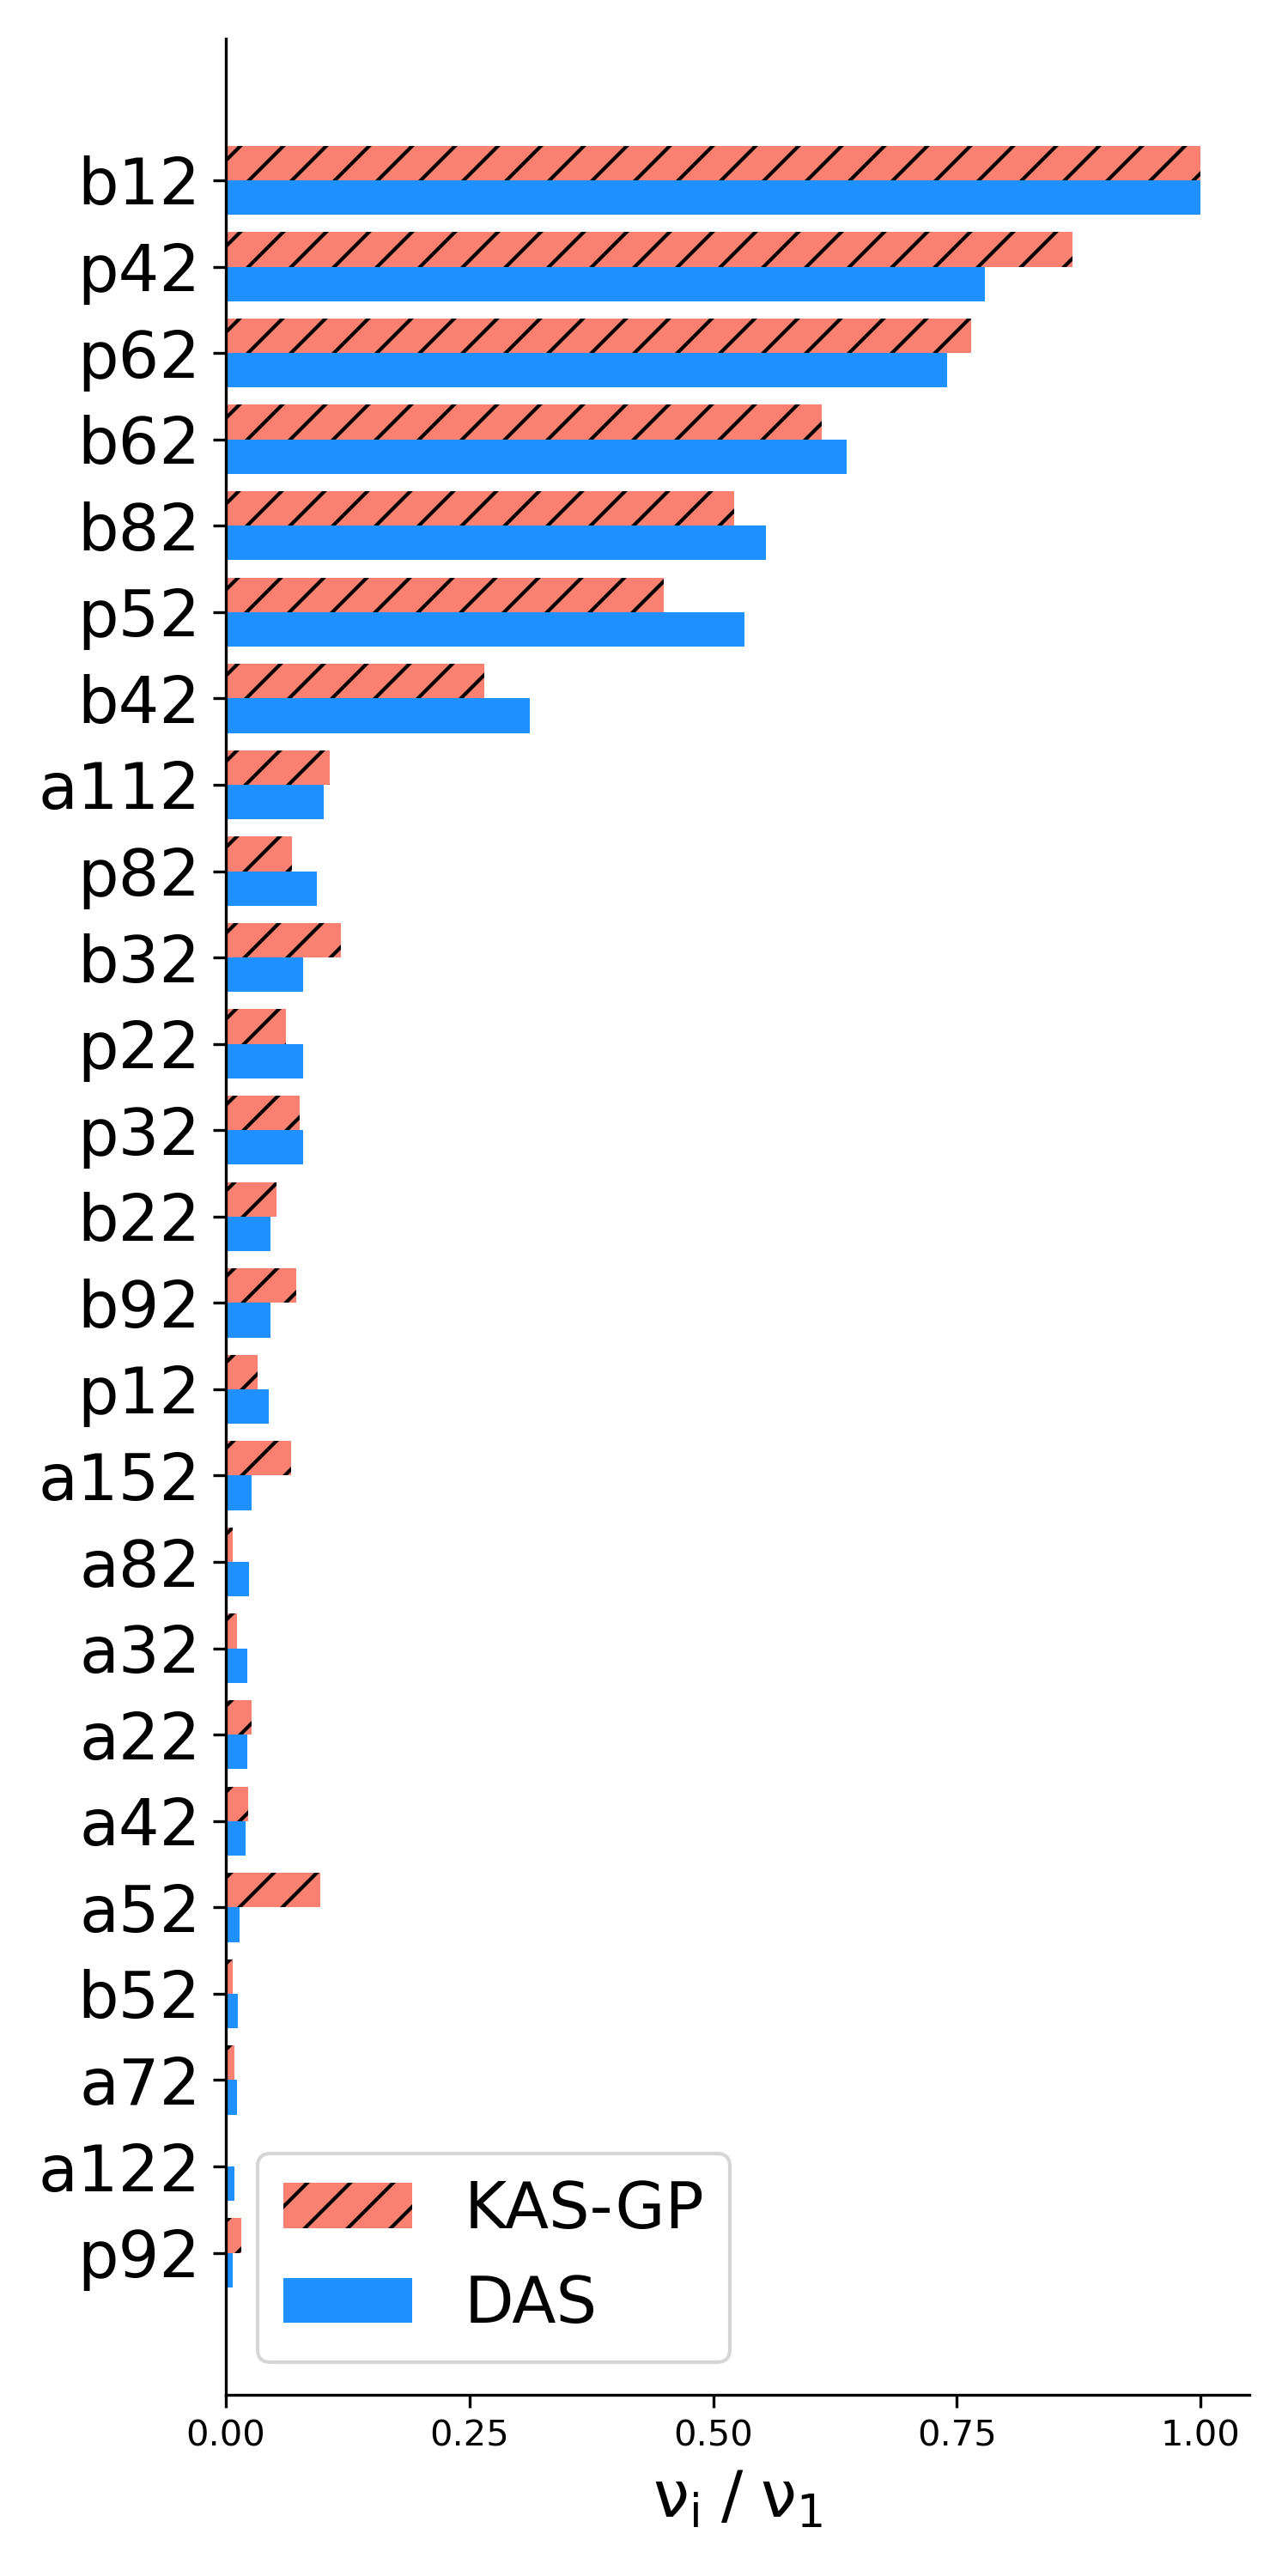 b12
p42
p62
b62
b82
p52
b42
a112
p82
b32
p22
p32
b22
b92
p12
a152
a82
a32
a22
a42
a52
b52
a72
a122
p92
KAS-GP
DAS
0.00 0.25 0.50 0.75 1.00
νi / ν1